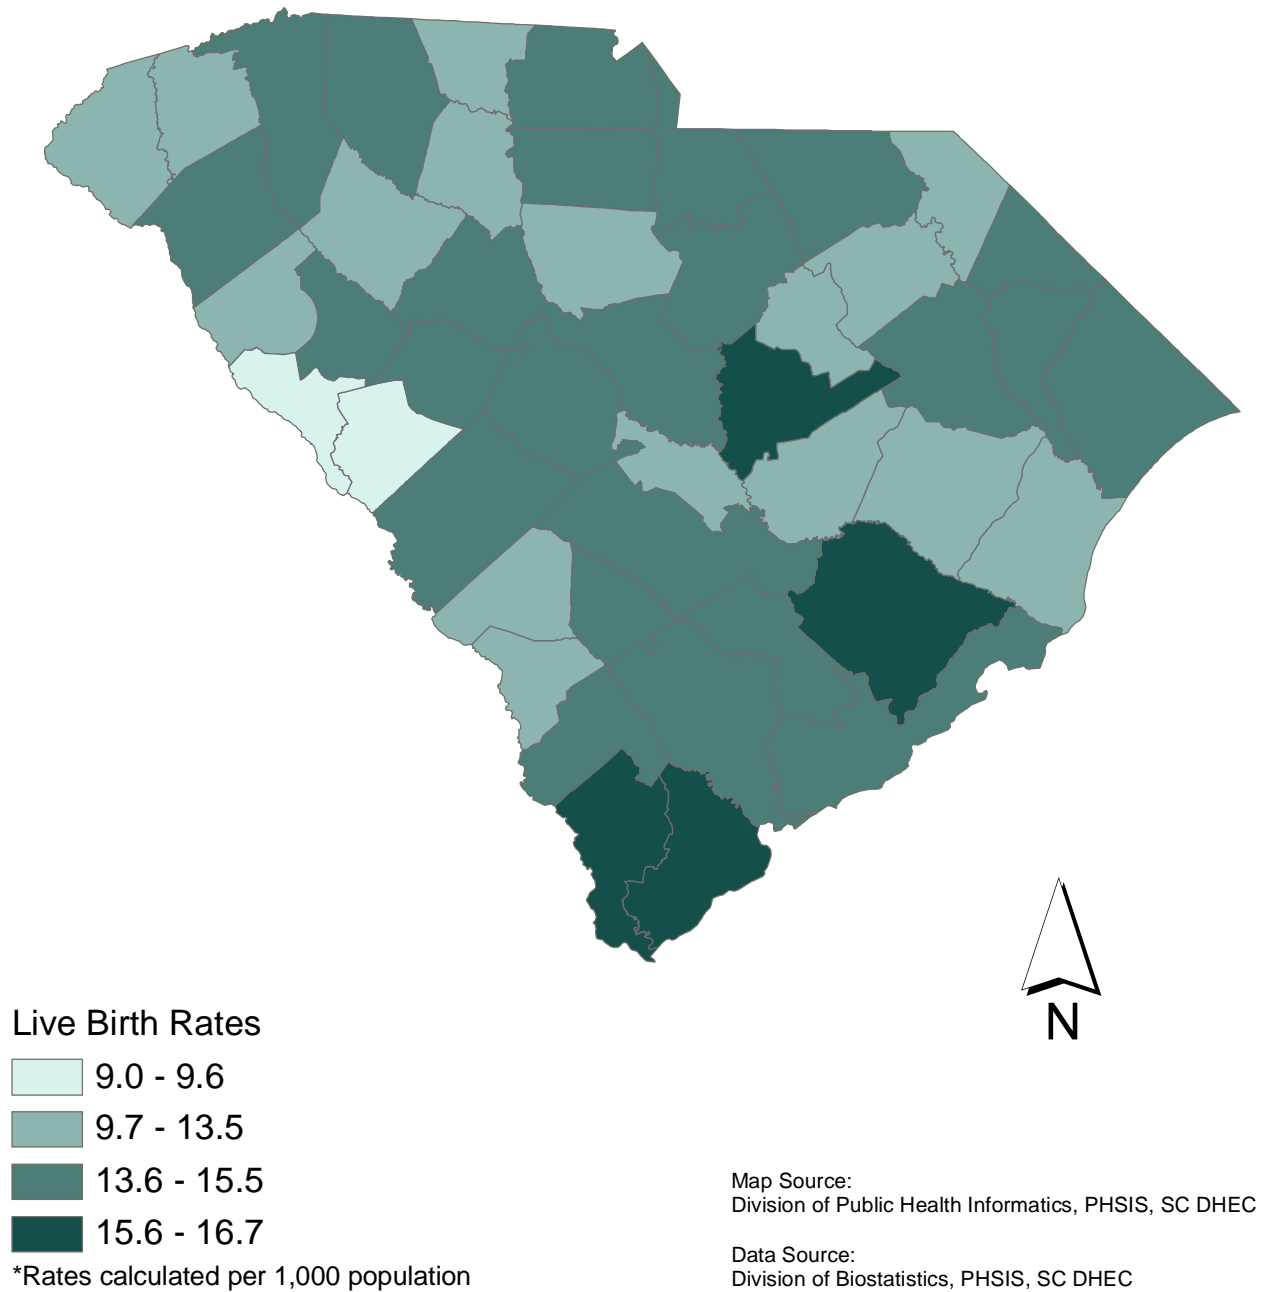 N
Live Birth Rates
9.0 - 9.6
9.7 - 13.5
13.6 - 15.5
15.6 - 16.7
*Rates calculated per 1,000 population
Map Source:
Division of Public Health Informatics, PHSIS, SC DHEC
Data Source:
Division of Biostatistics, PHSIS, SC DHEC